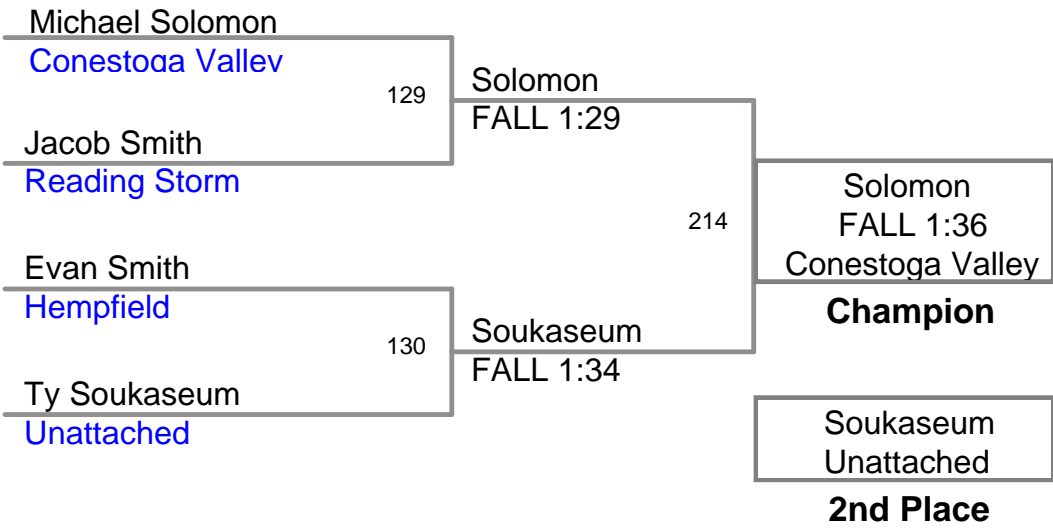 Michael Solomon
Conestoga Valley
129
Solomon
FALL 1:29
Jacob Smith
Reading Storm
214
Solomon
FALL 1:36
Conestoga Valley
Champion
Evan Smith
Hempfield
130
Soukaseum
FALL 1:34
Ty Soukaseum
Unattached
Soukaseum
Unattached
2nd Place